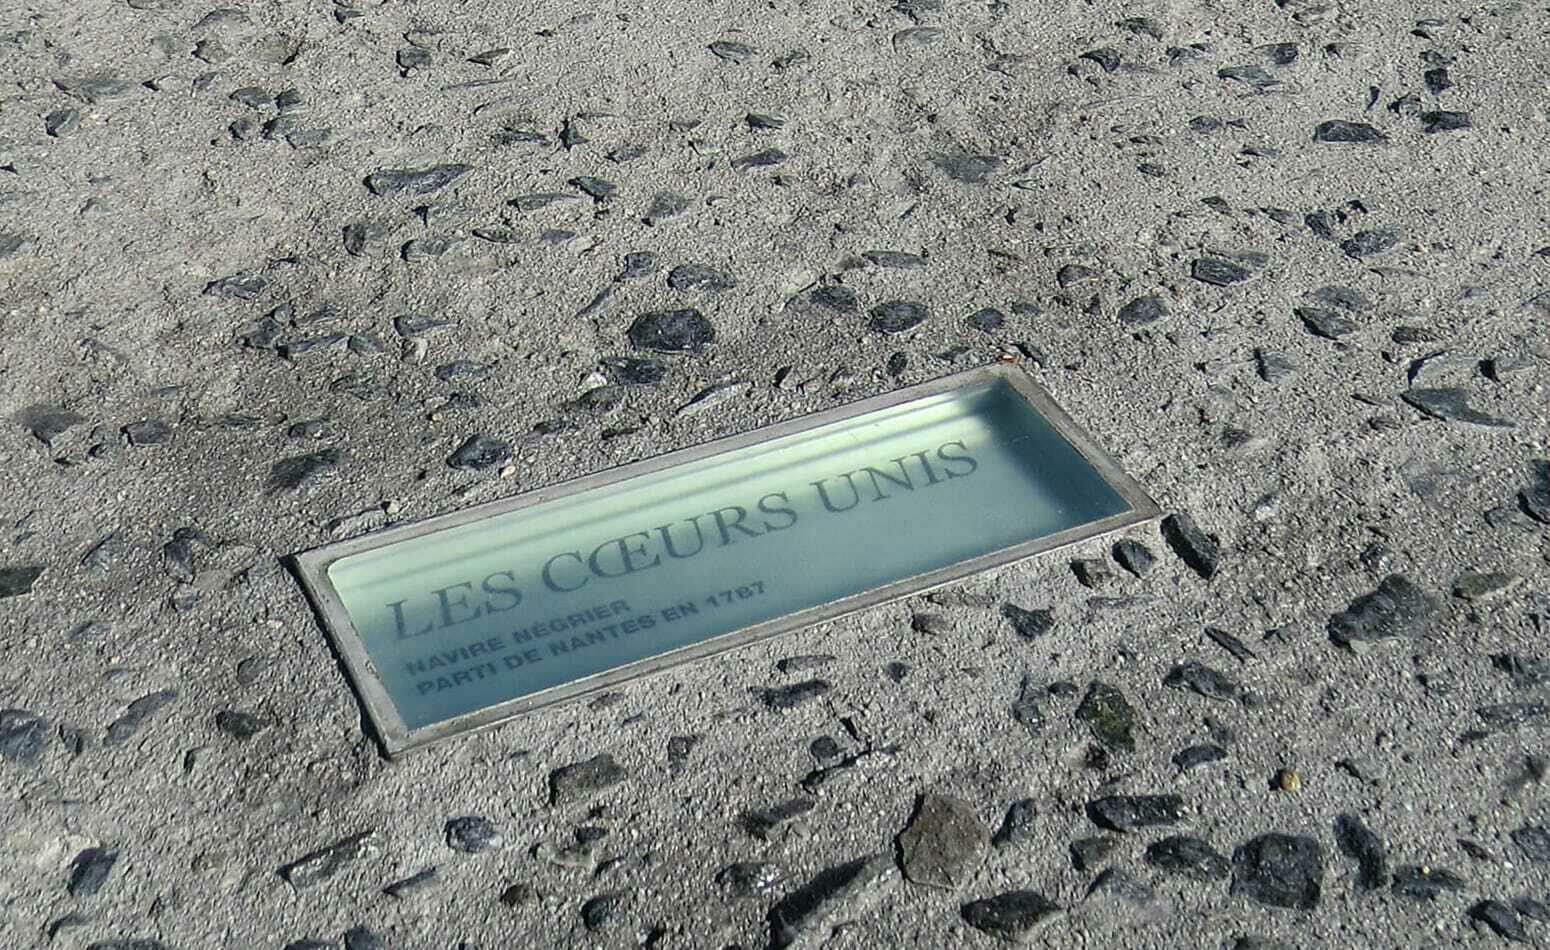 LES CŒURS UNIS
NAVIRE NÉGRIER
PARTI DE NANTES EN 1787